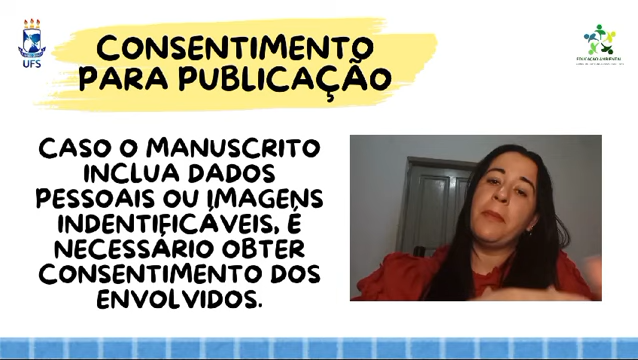 CONSENTIMENTO
PARA PUBLICAÇÃO
UFS
EDUCAÇÃO AMBIENTAL
CASO O MANUSCRITO
INCLUA DADOS
PESSOAIS OU IMAGENS
INDENTIFICÁVEIS, É
NECESSÁRIO OBTER
CONSENTIMENTO DOS
ENVOLVIDOS.